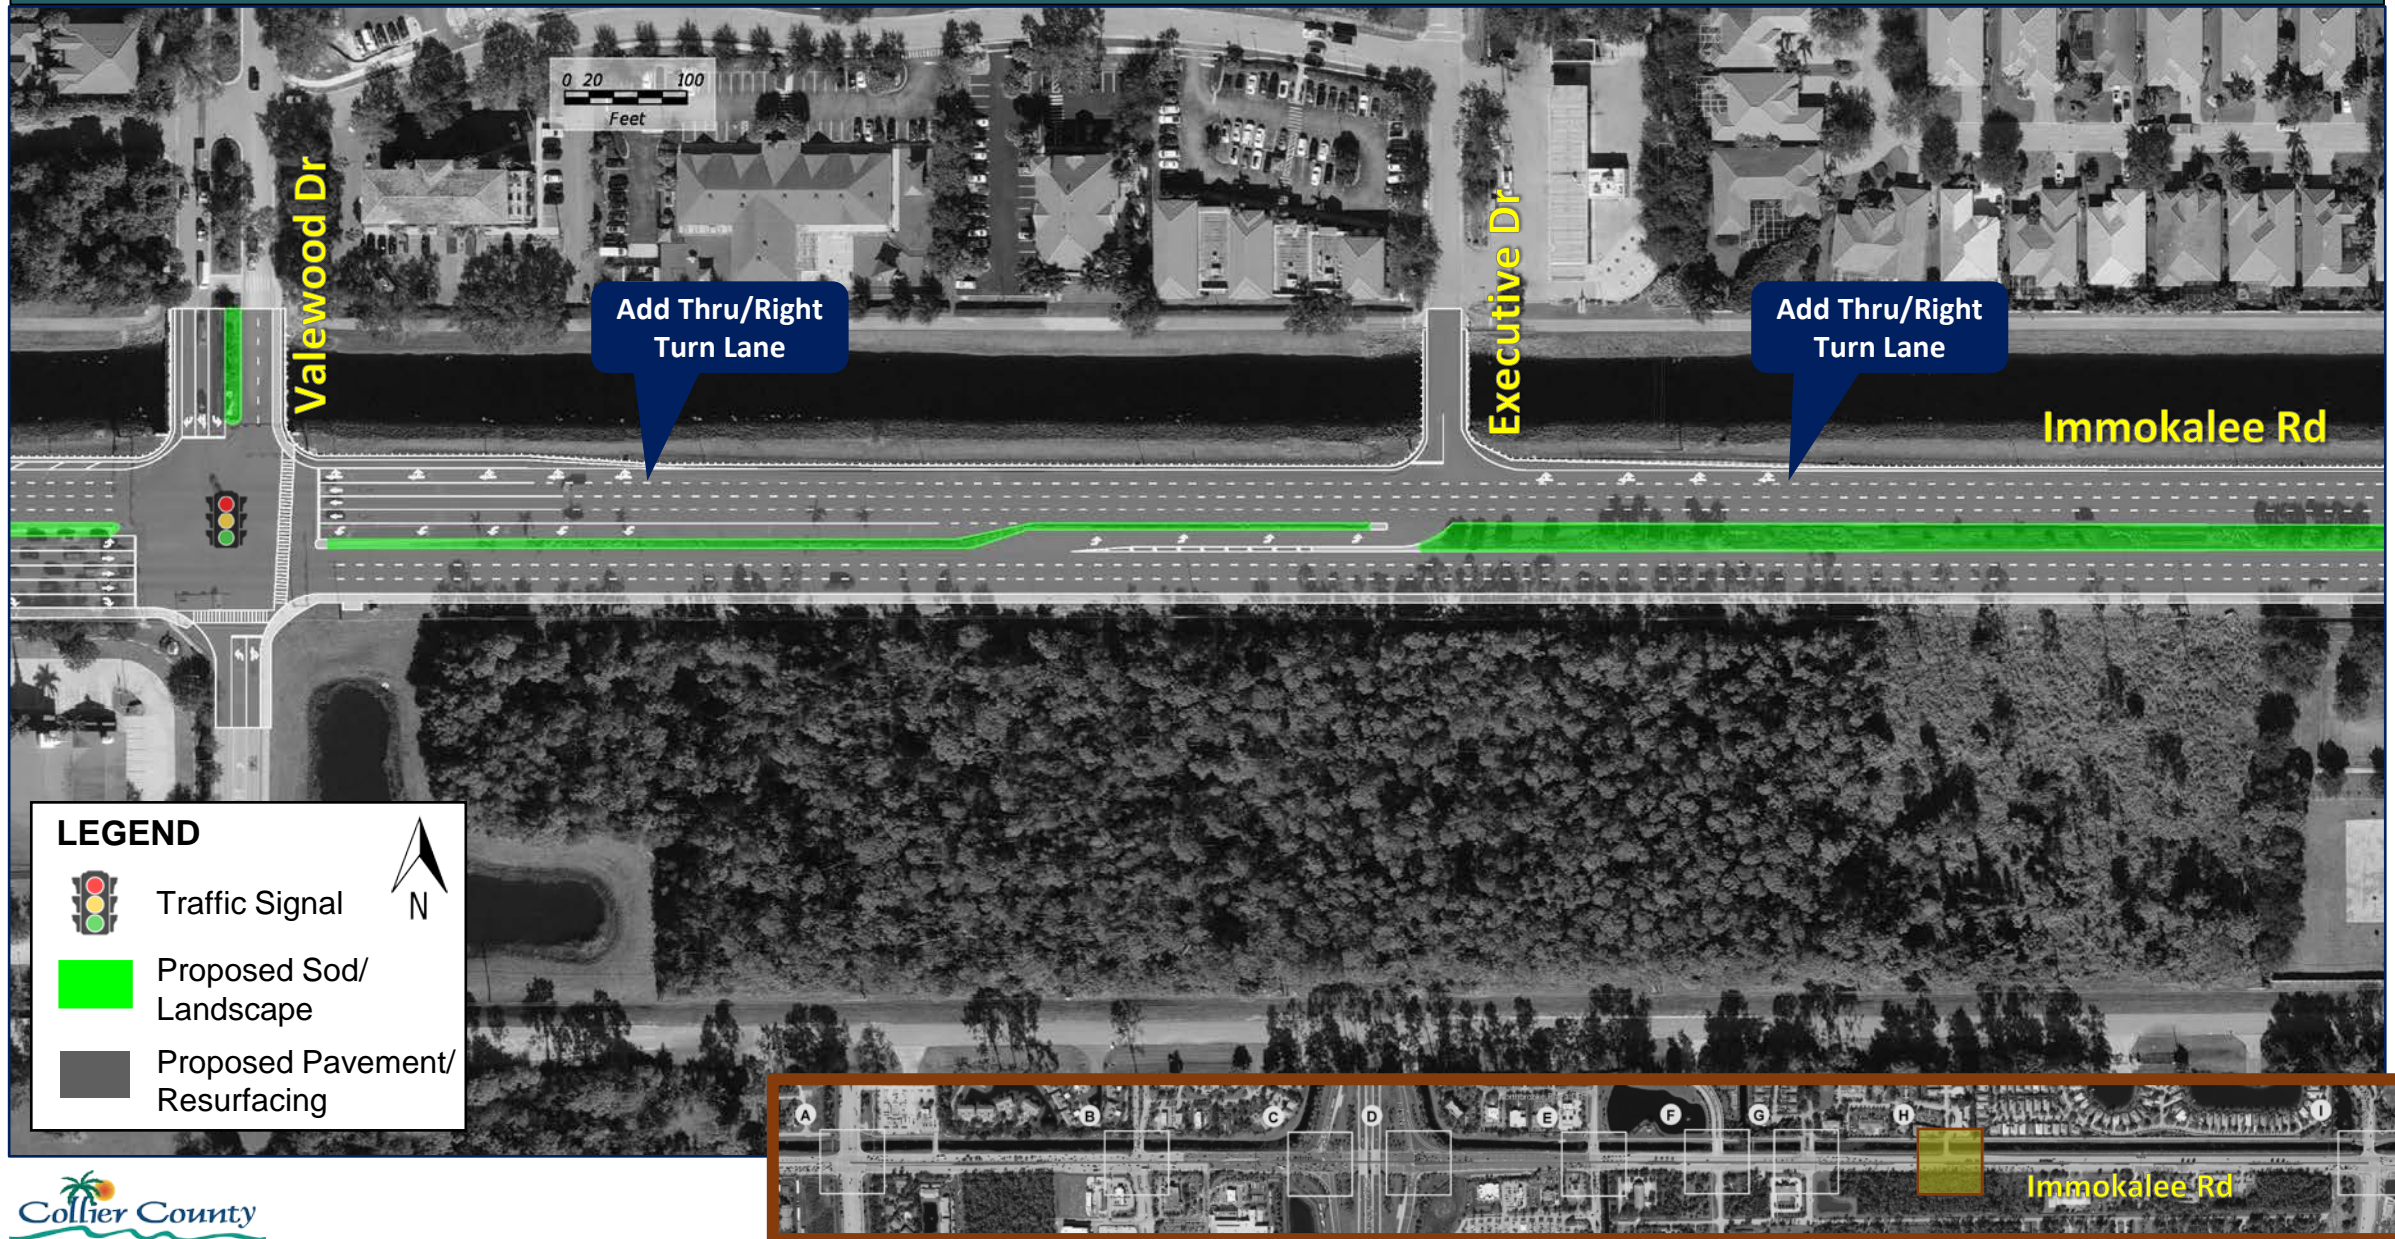 0 20 100
Feet
Valewood Dr
Executive Dr
Add Thru/Right
Turn Lane
Add Thru/Right
Turn Lane
Immokalee Rd
LEGEND
N
Traffic Signal
Proposed Sod/
Landscape
Proposed Pavement/
Resurfacing
A
B
C
D
E
F
G
H
I
Immokalee Rd
Collier County